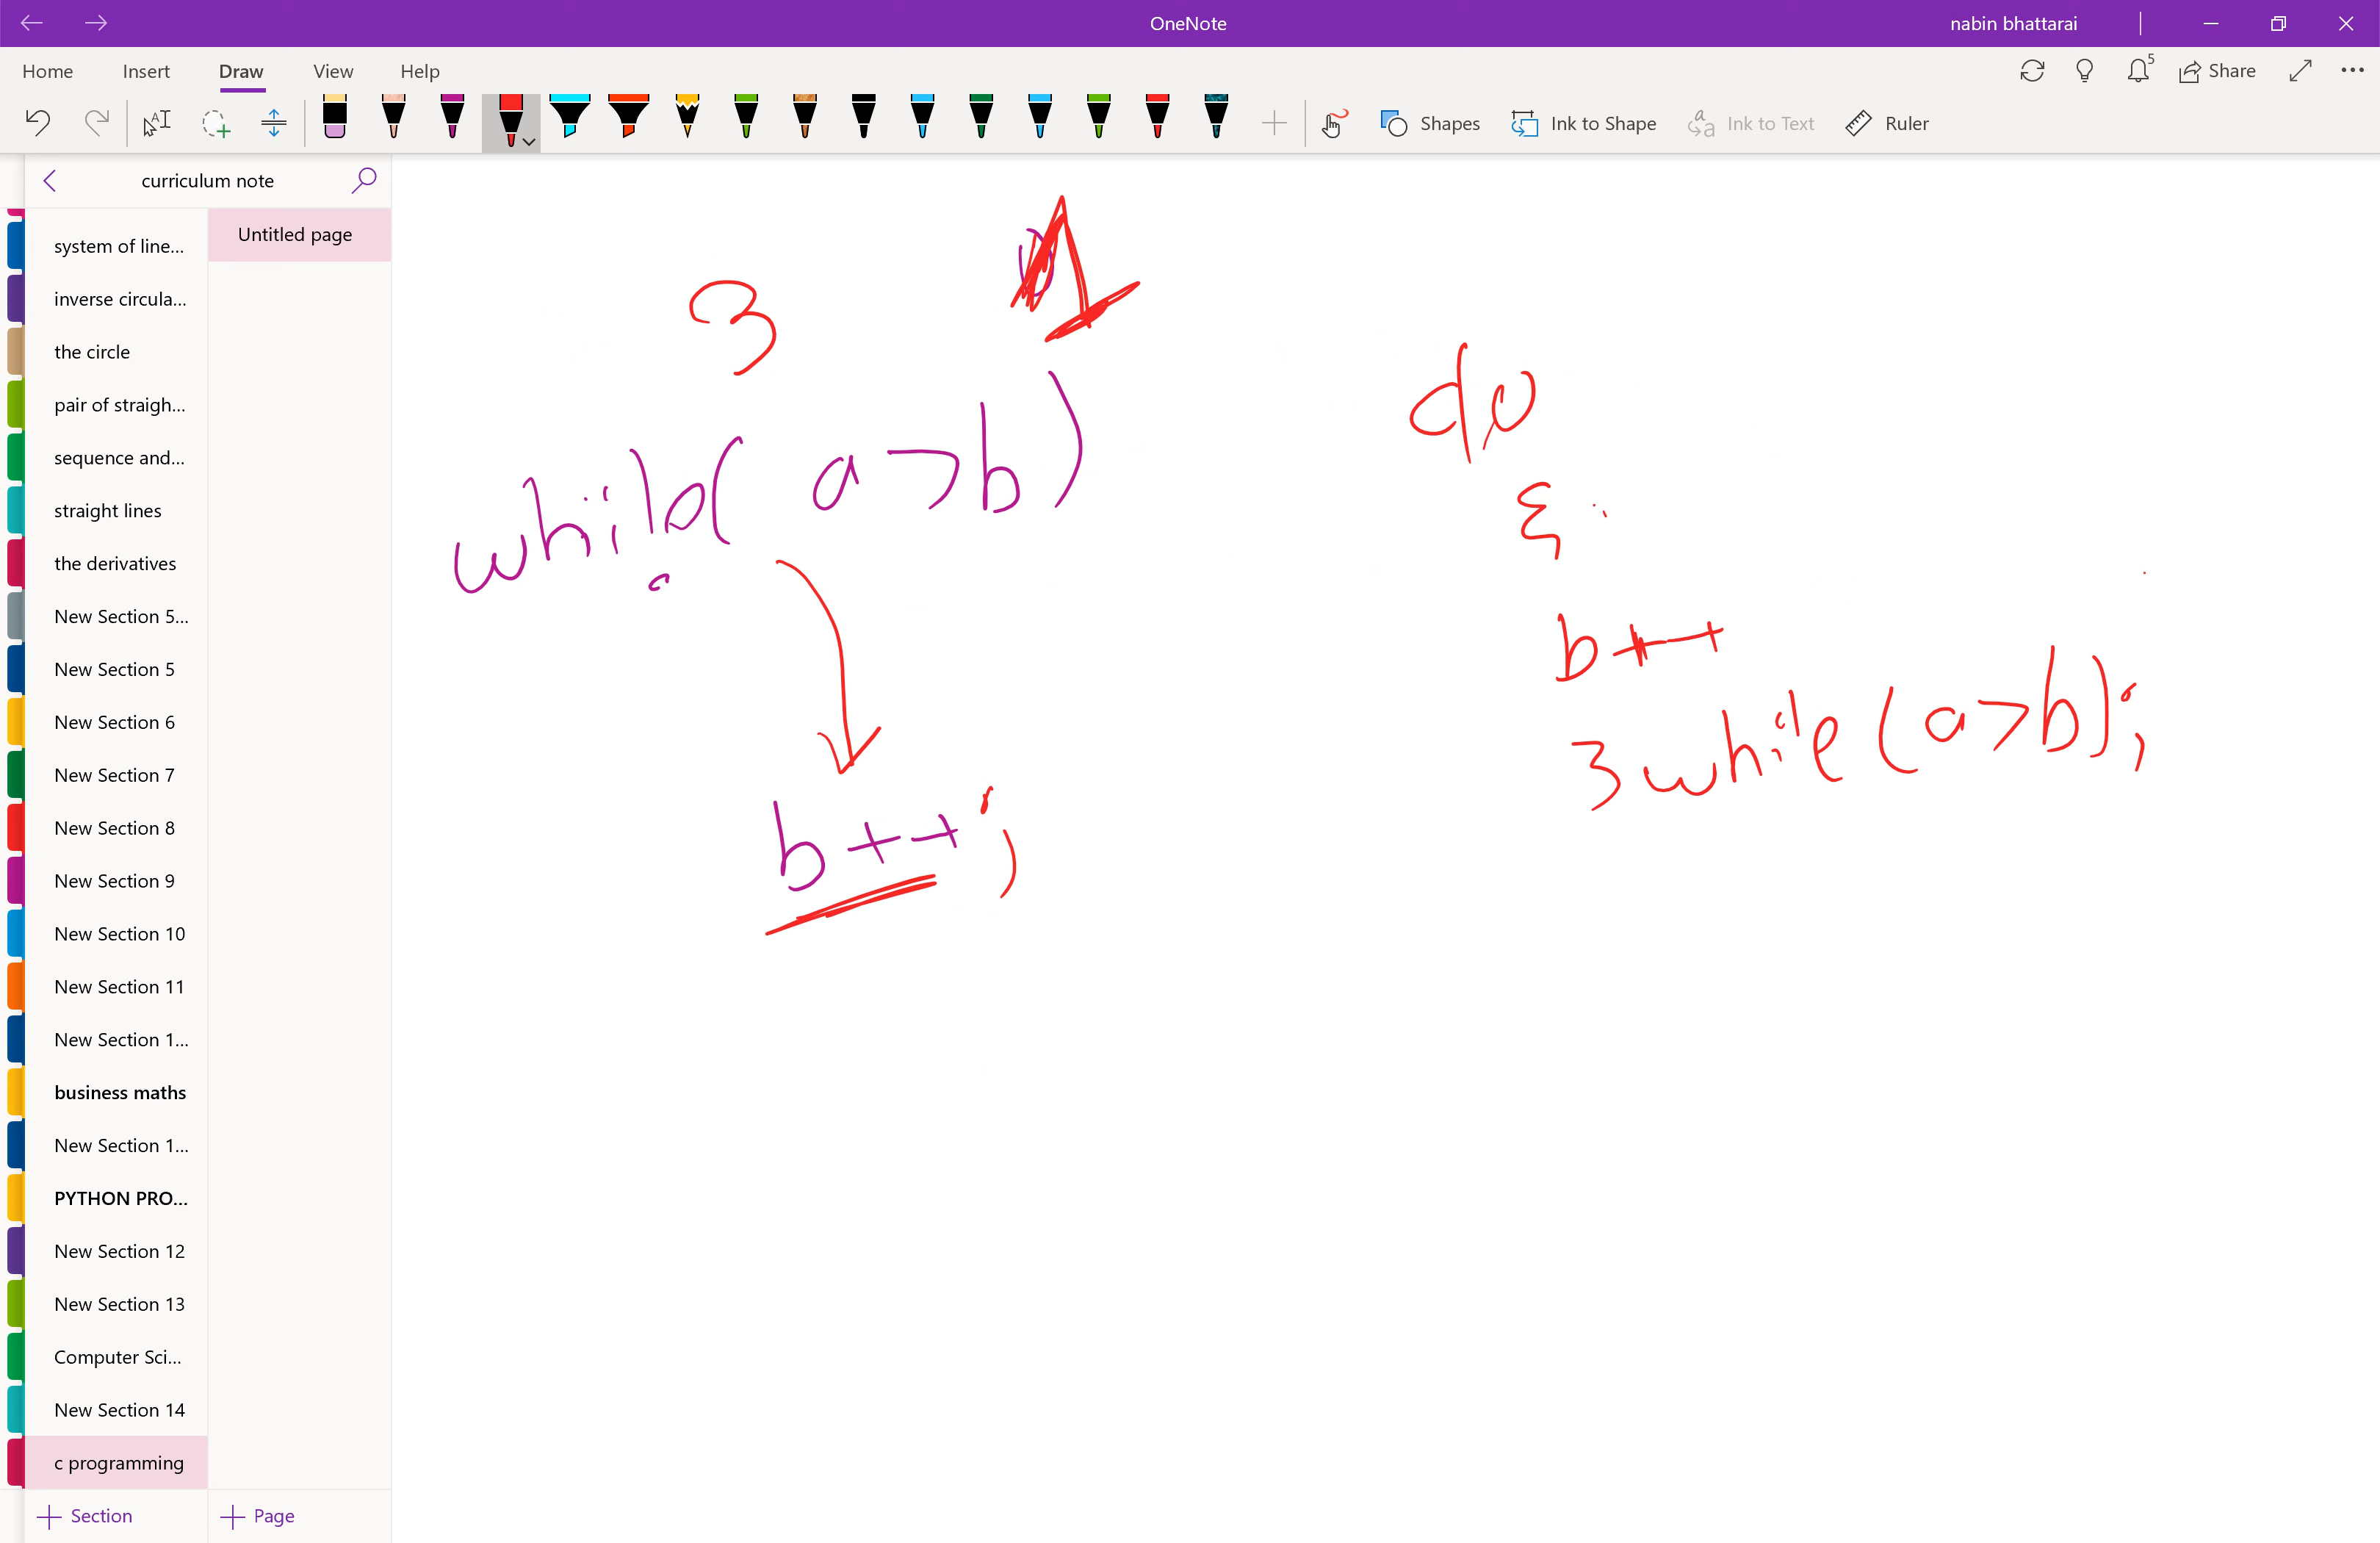 OneNote
nabin bhattarai
Home Insert Draw View Help
5 Share
Shapes Ink to Shape Ink to Text Ruler
curriculum note
Untitled page
system of line...
inverse circula...
the circle
pair of straigh...
sequence and...
straight lines
the derivatives
New Section 5...
New Section 5
New Section 6
New Section 7
New Section 8
New Section 9
New Section 10
New Section 11
New Section 1...
business maths
New Section 1...
PYTHON PRO...
New Section 12
New Section 13
Computer Sci...
New Section 14
c programming
Section
Page
3 1
while( a>b)
b++;
do
{
b++
}while(a>b);